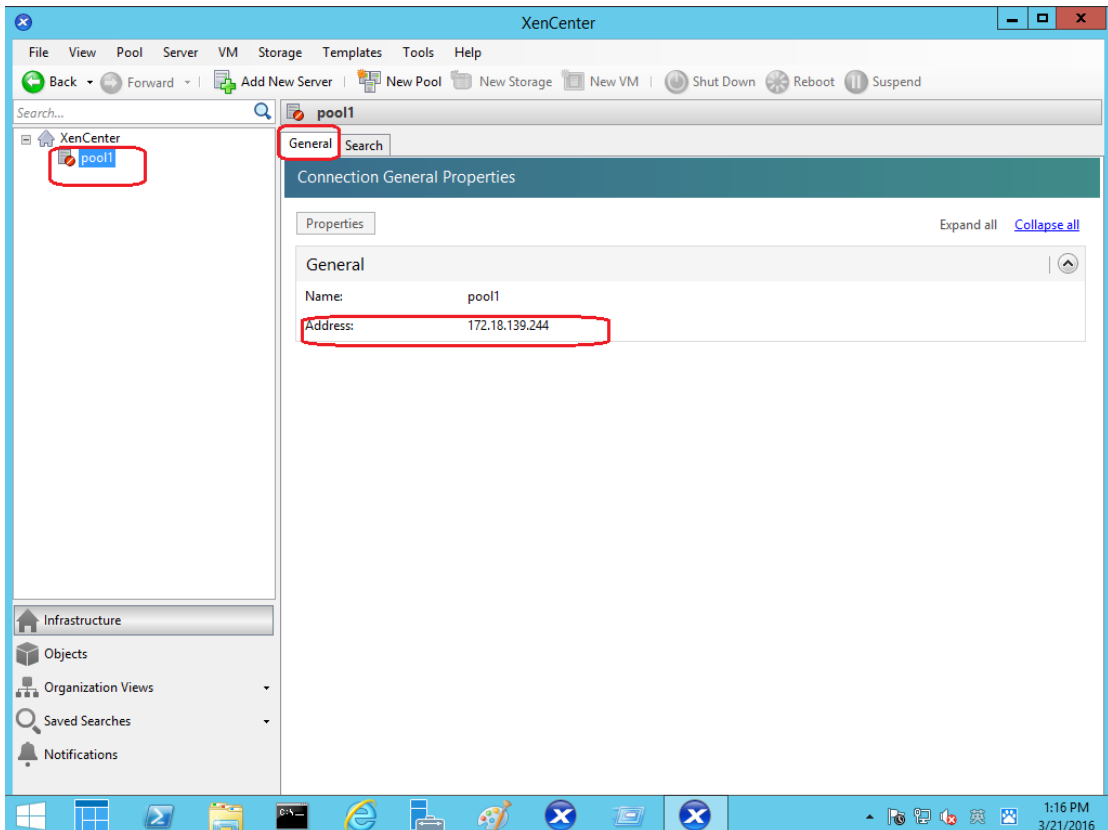 XenCenter
File View Pool Server VM Storage Templates Tools Help
Back Forward Add New Server New Pool New Storage New VM Shut Down Reboot Suspend
Search...
pool1
XenCenter
pool1
General Search
Connection General Properties
Properties Expand all Collapse all
General
Name: pool1
Address: 172.18.139.244
Infrastructure
Objects
Organization Views
Saved Searches
Notifications
C:\_
英
1:16 PM
3/21/2016